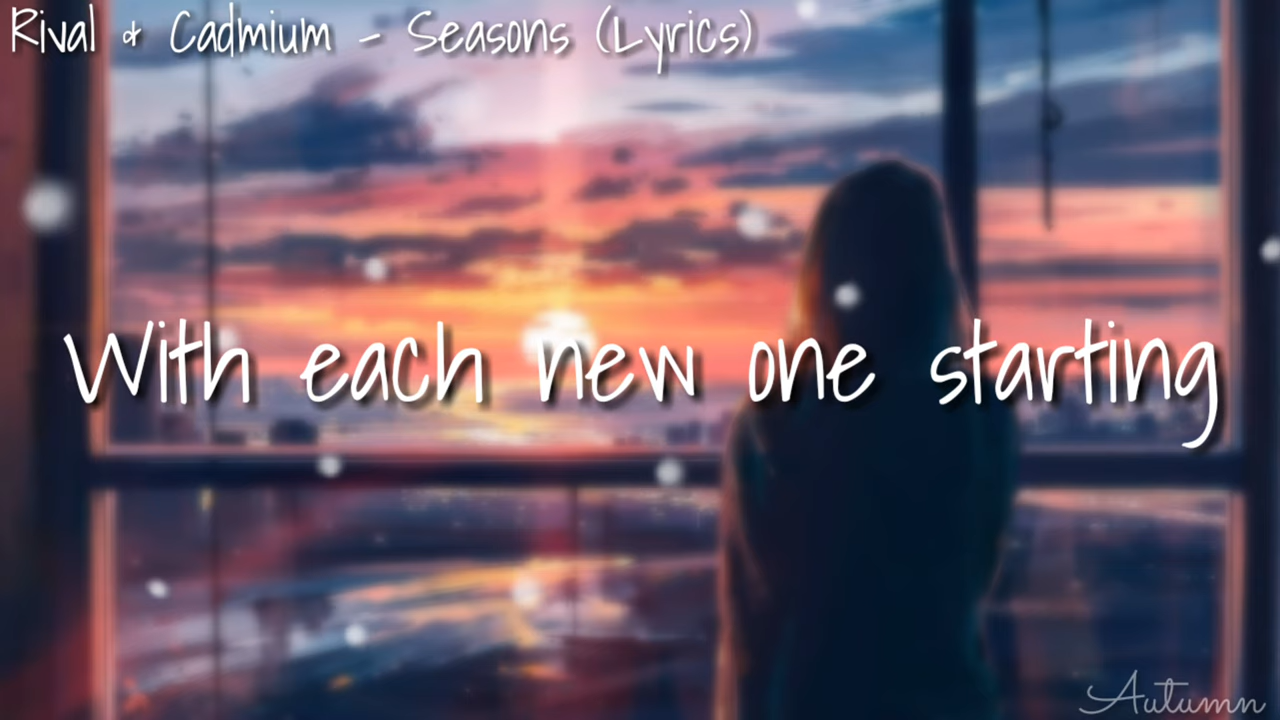 Rival & Cadmium - Seasons (Lyrics)
With each new one starting
Autumn